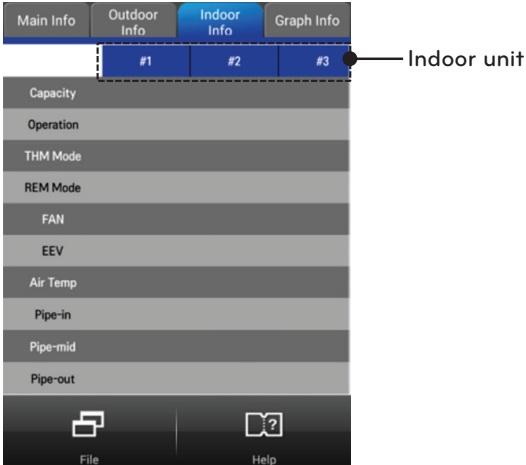 Main Info
Outdoor
Info
Indoor
Info
Graph Info
#1 #2 #3
Indoor unit
Capacity
Operation
THM Mode
REM Mode
FAN
EEV
Air Temp
Pipe-in
Pipe-mid
Pipe-out
?
File Help